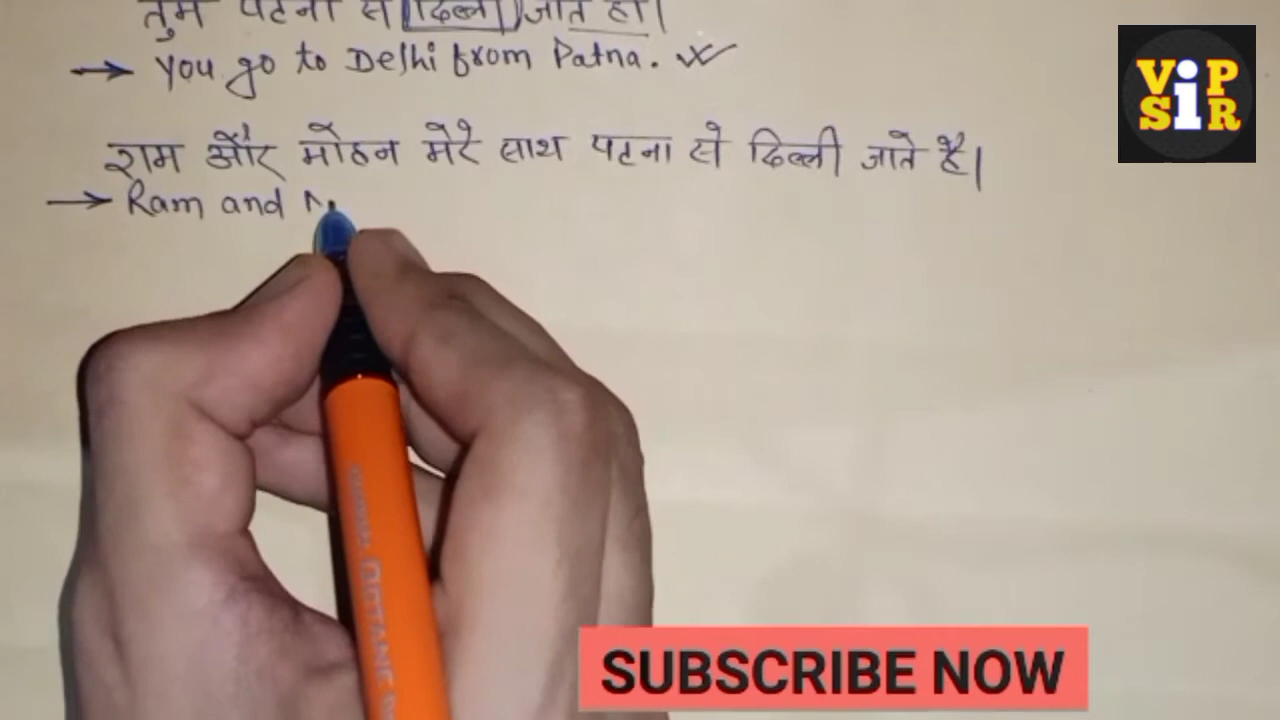 तुम पटना से दिल्ली जाते हो।
→ You go to Delhi from Patna.
राम और मोहन मेरे साथ पटना से दिल्ली जाते है।
→ Ram and
ViP
SiR
SUBSCRIBE NOW